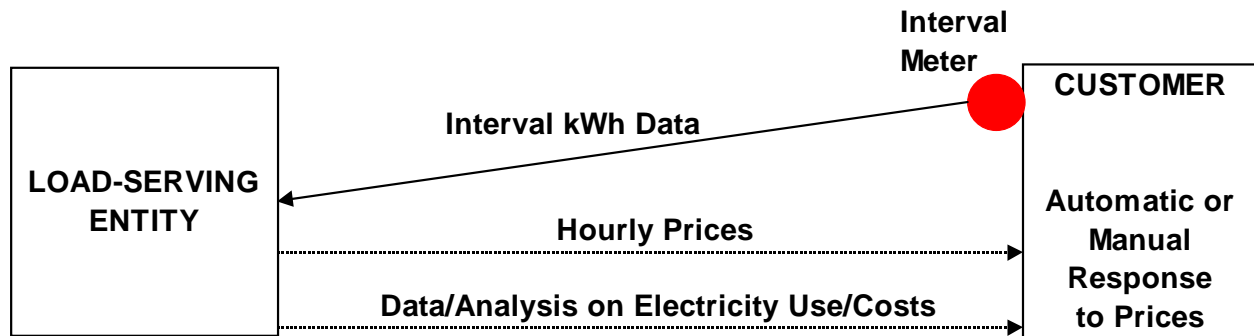 Interval
Meter
CUSTOMER
Interval kWh Data
LOAD-SERVING
ENTITY
Automatic or
Manual
Response
to Prices
Hourly Prices
Data/Analysis on Electricity Use/Costs